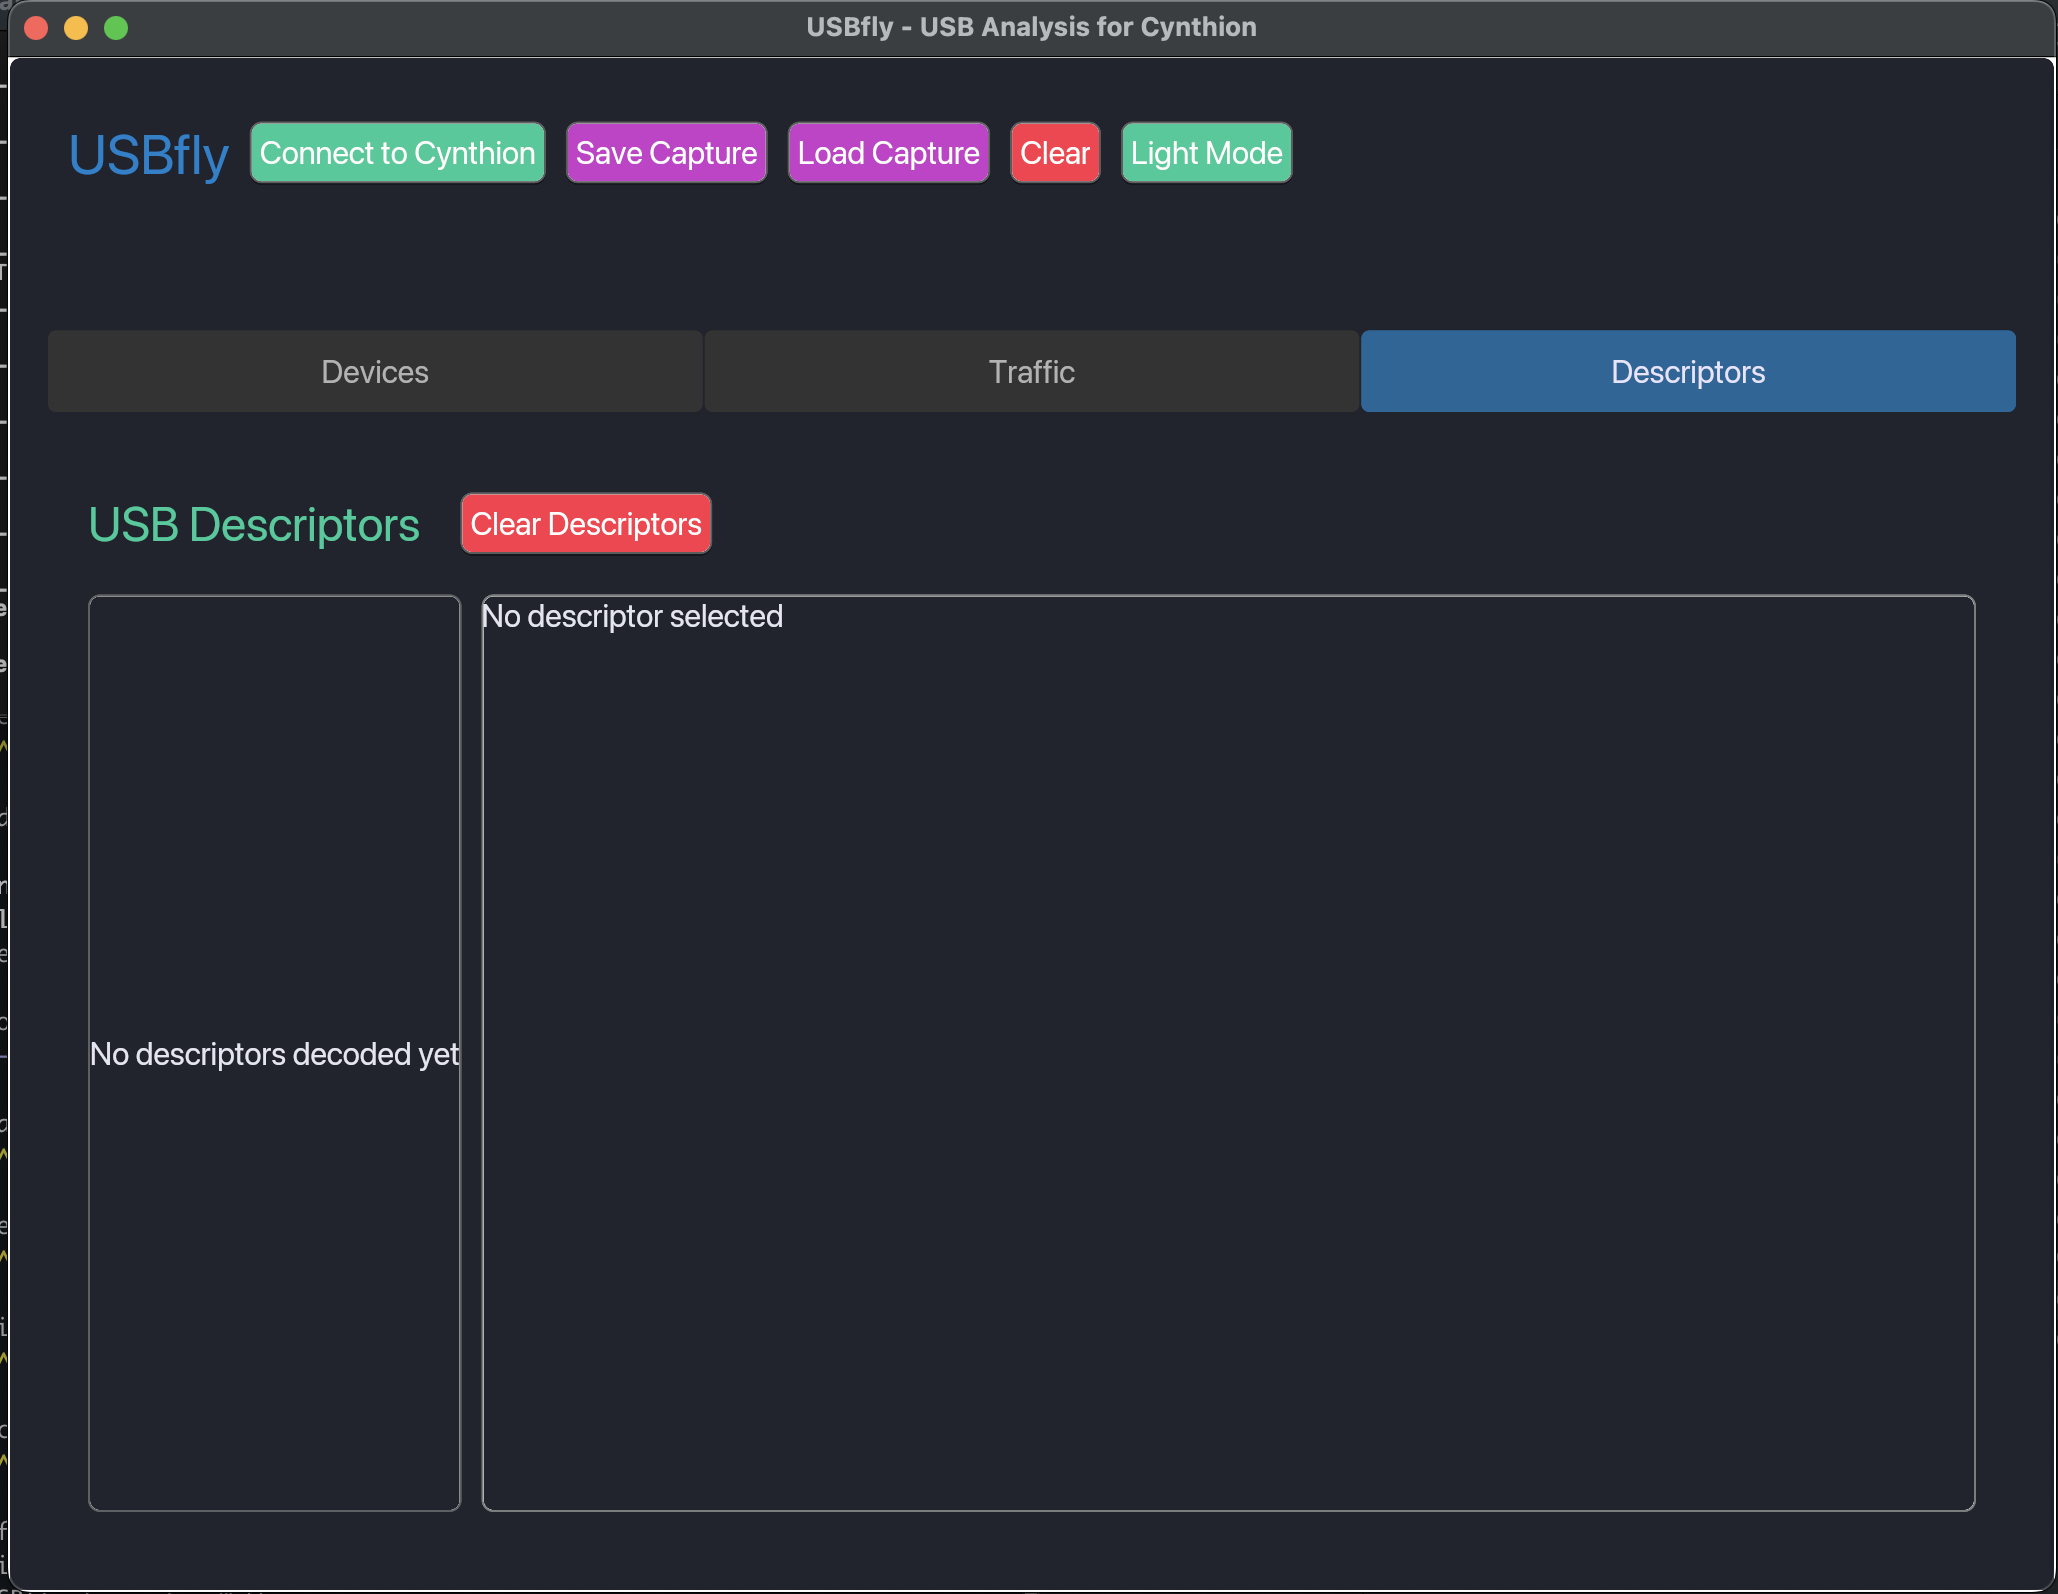 USBfly - USB Analysis for Cynthion
USBfly Connect to Cynthion Save Capture Load Capture Clear Light Mode
Devices Traffic Descriptors
USB Descriptors Clear Descriptors
No descriptor selected
No descriptors decoded yet